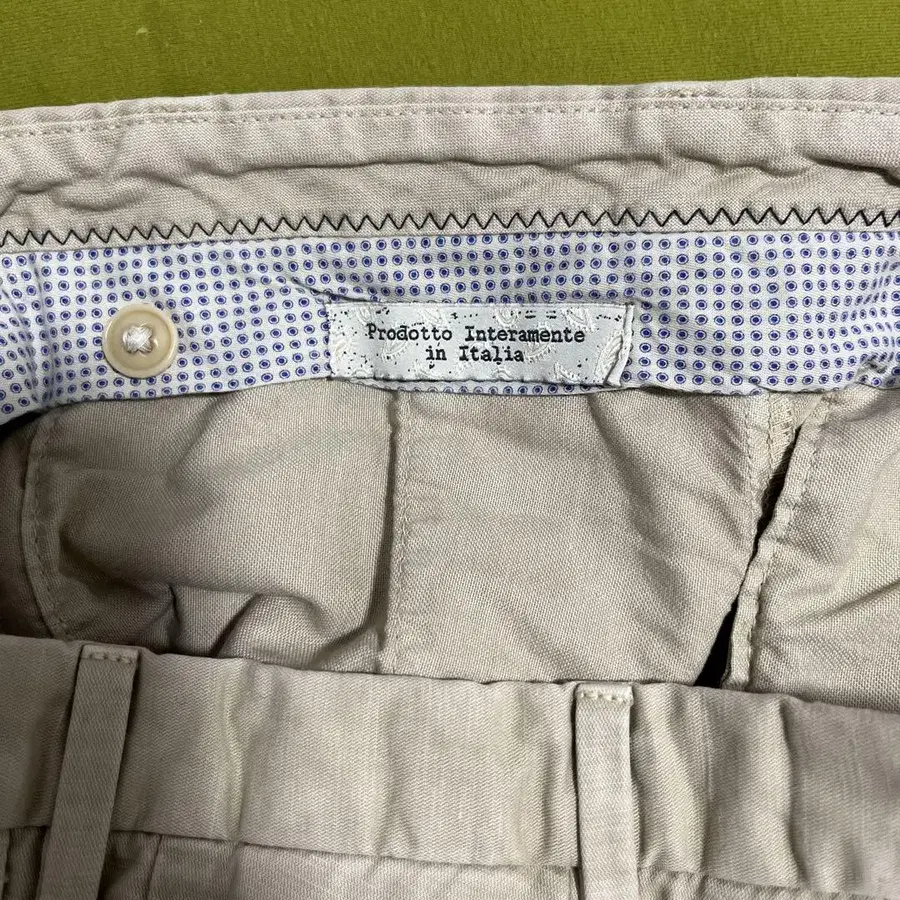 Prodotto Interamente
in Italia